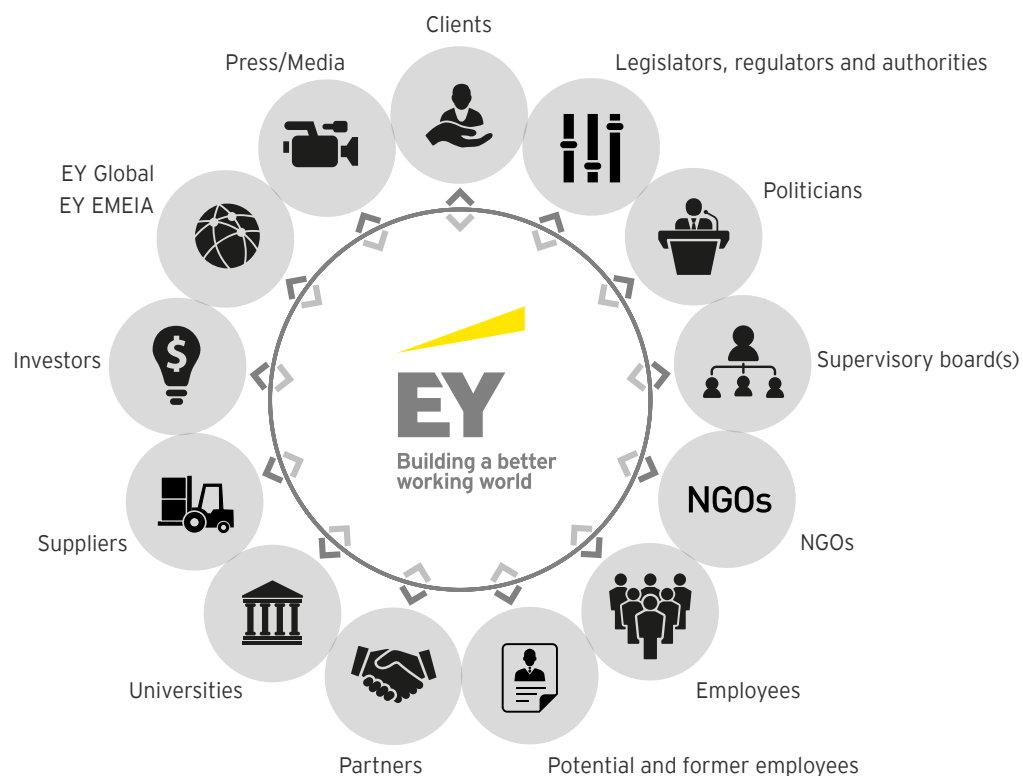 Clients
Press/Media
Legislators, regulators and authorities
EY Global
EY EMEIA
Politicians
$
Investors
Supervisory board(s)
EY
Building a better
working world
NGOs
Suppliers
NGOs
Universities
Employees
Partners
Potential and former employees